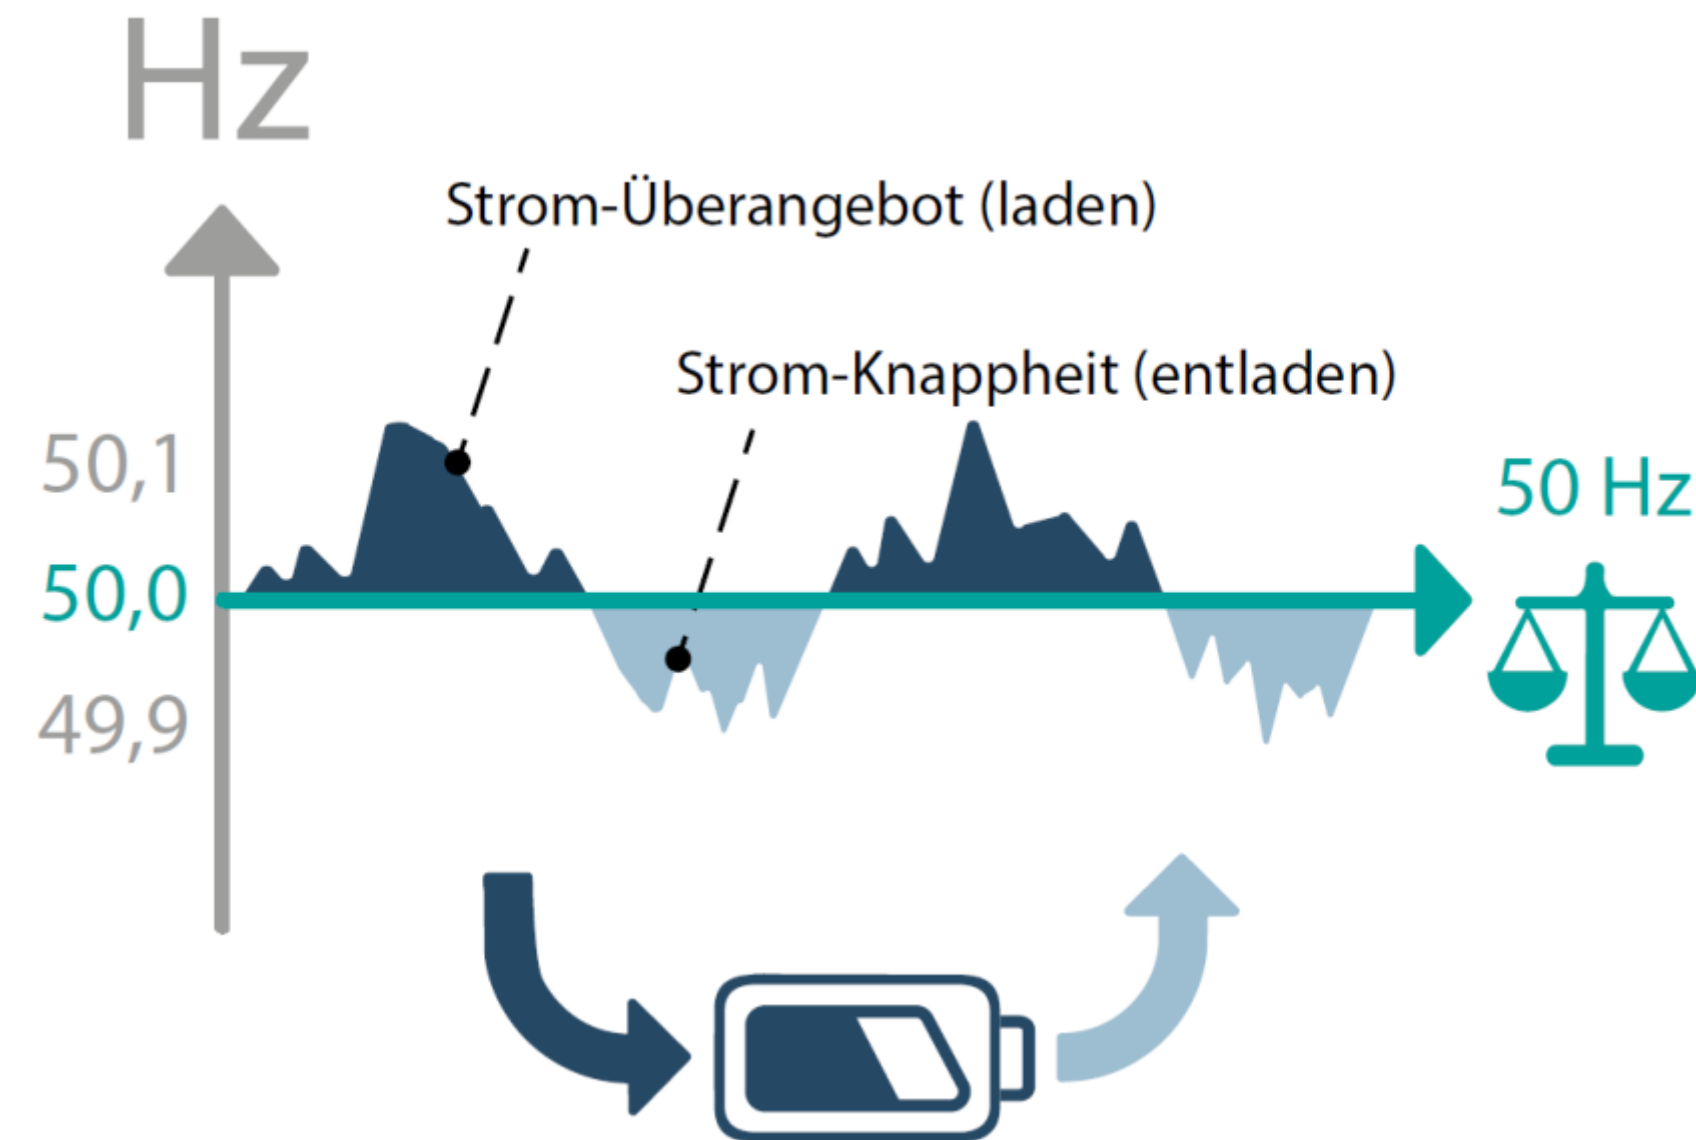 Hz
Strom-Überangebot (laden)
Strom-Knappheit (entladen)
50,1
50 Hz
50,0
49,9